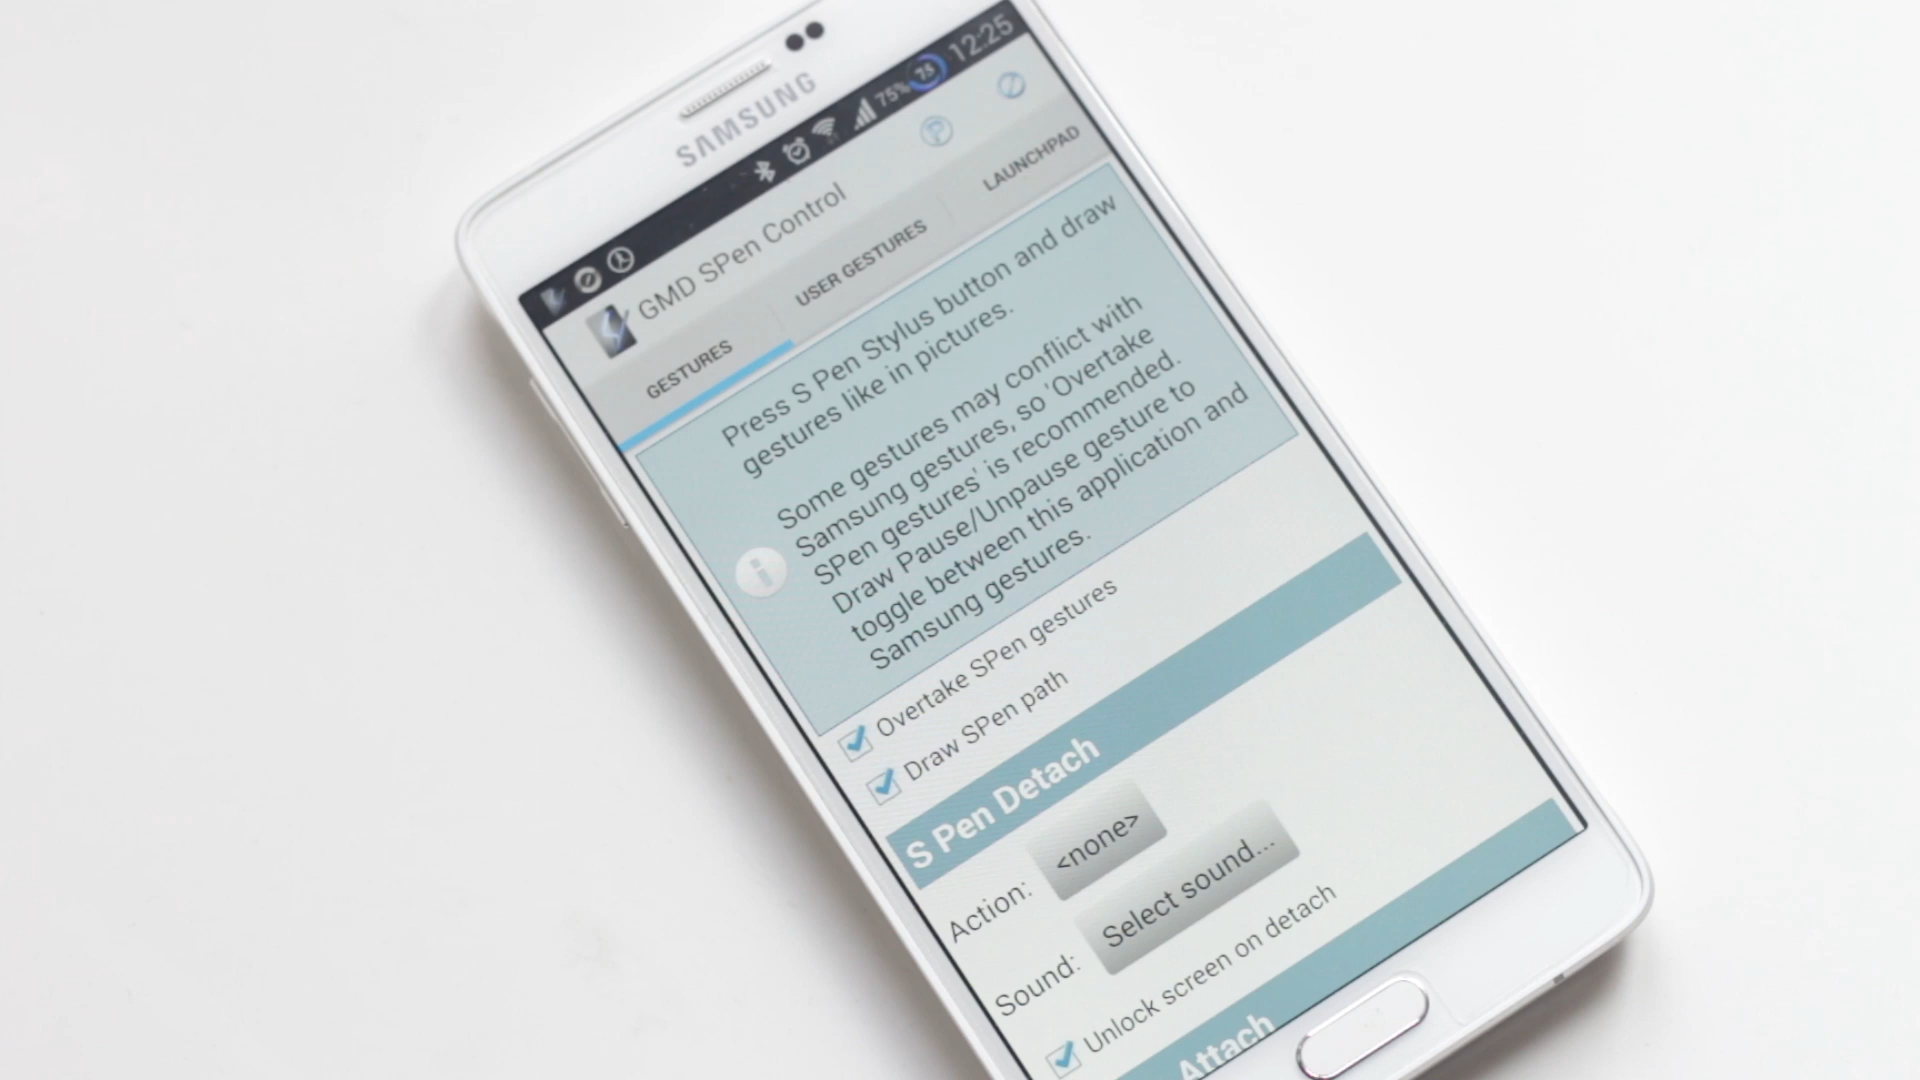 SAMSUNG
75% 75 12:25
GMD SPen Control
GESTURES
USER GESTURES
LAUNCHPAD
Press S Pen Stylus button and draw
gestures like in pictures.
Some gestures may conflict with
Samsung gestures, so 'Overtake
SPen gestures' is recommended.
Draw Pause/Unpause gesture to
toggle between this application and
Samsung gestures.
Overtake SPen gestures
Draw SPen path
S Pen Detach
Action: <none>
Sound: Select sound...
Unlock screen on detach
Attach